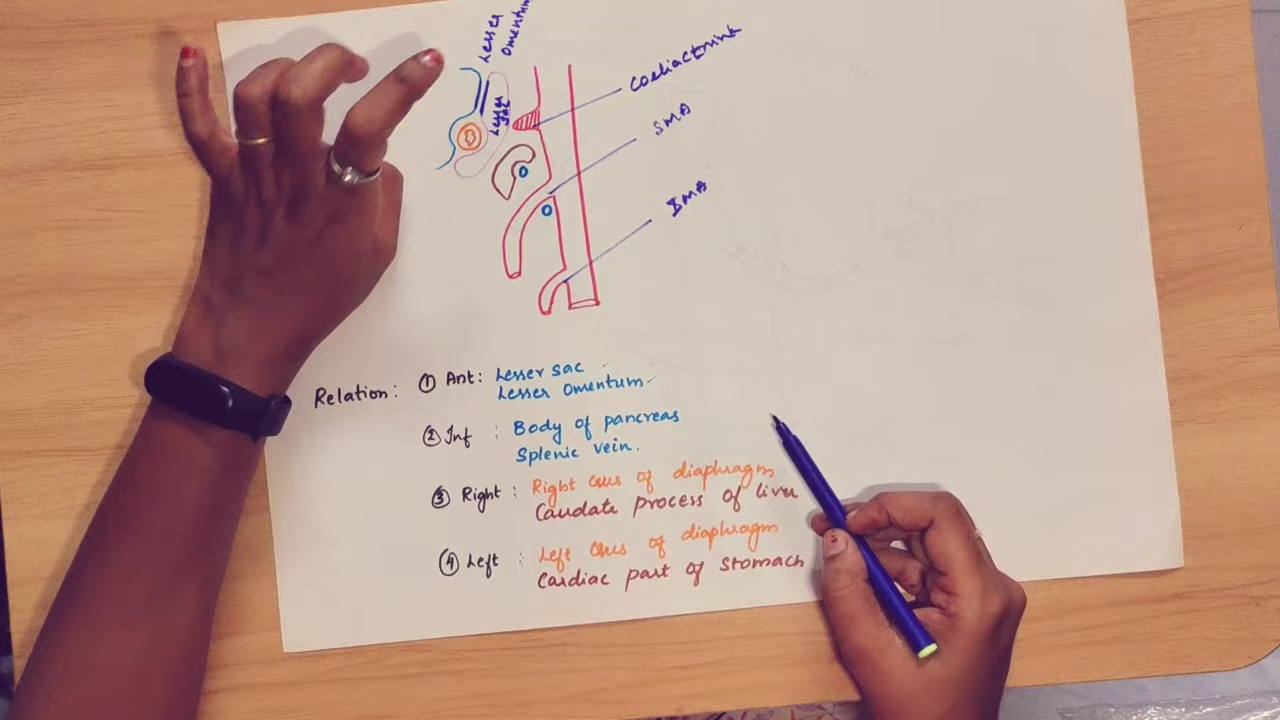 Lesser
omentum
Lesser
sac
Coeliac trunk
SMA
IMA
Relation: ① Ant: Lesser sac
Lesser Omentum
② Inf : Body of pancreas
Splenic vein.
③ Right : Right crus of diaphragm
Caudate process of liver
④ Left : Left crus of diaphragm
Cardiac part of stomach